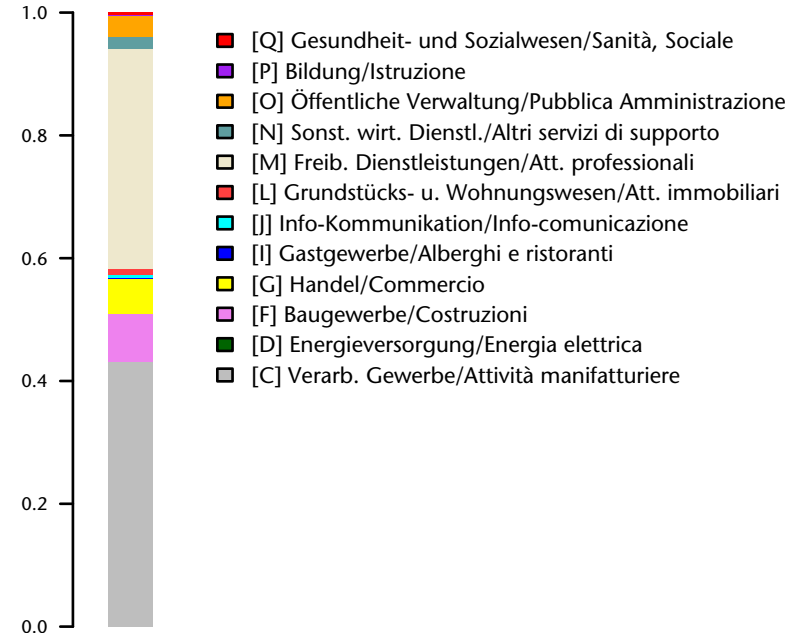 1.0
0.8
0.6
0.4
0.2
0.0
[Q] Gesundheit- und Sozialwesen/Sanità, Sociale
[P] Bildung/Istruzione
[O] Öffentliche Verwaltung/Pubblica Amministrazione
[N] Sonst. wirt. Dienstl./Altri servizi di supporto
[M] Freib. Dienstleistungen/Att. professionali
[L] Grundstücks- u. Wohnungswesen/Att. immobiliari
[J] Info-Kommunikation/Info-comunicazione
[I] Gastgewerbe/Alberghi e ristoranti
[G] Handel/Commercio
[F] Baugewerbe/Costruzioni
[D] Energieversorgung/Energia elettrica
[C] Verarb. Gewerbe/Attività manifatturiere